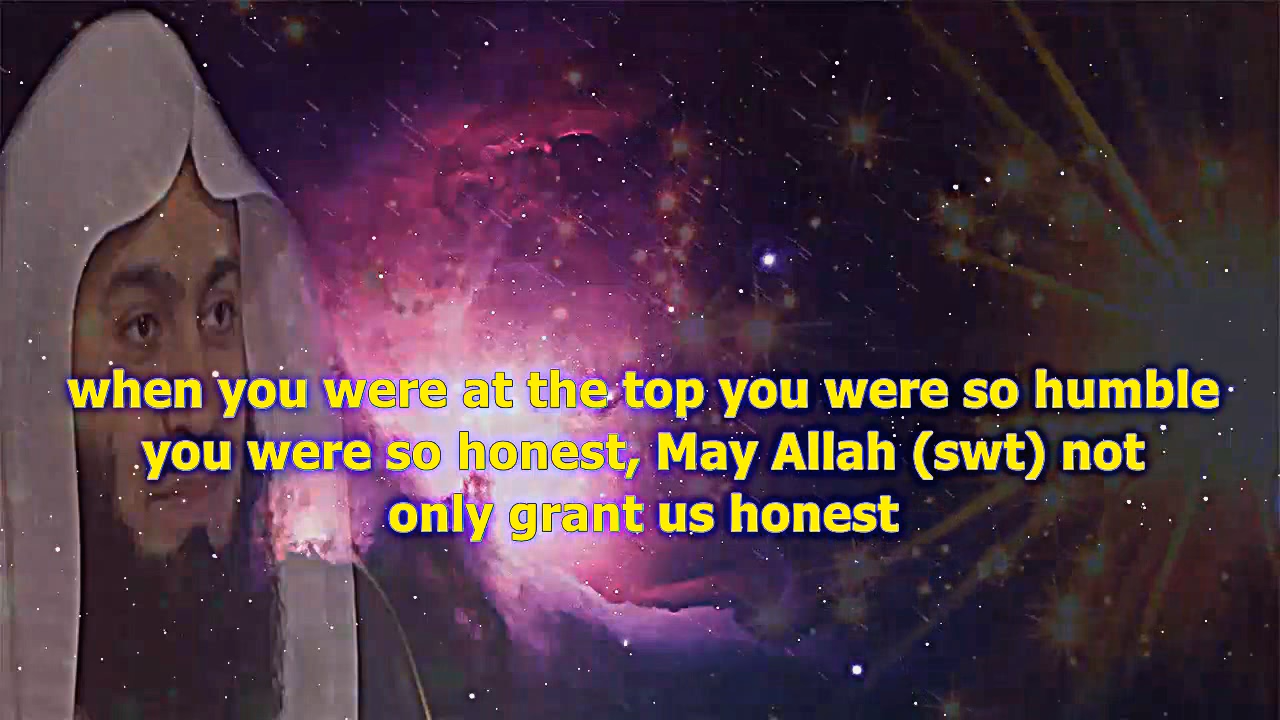 when you were at the top you were so humble
you were so honest, May Allah (swt) not
only grant us honest